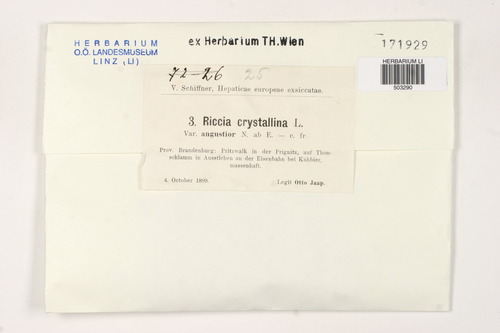 HERBARIUM
O.Ö. LANDESMUSEUM
LINZ (LI)
ex Herbarium TH.Wien
171929
HERBARIUM LI
503290
72-26 25
V. Schiffner, Hepaticae europeae exsiccatae.
3. Riccia crystallina L.
Var. angustior N. ab E. — c. fr
Prov. Brandenburg: Pritzwalk in der Prignitz, auf Thon-
schlamm in Ausstichen an der Eisenbahn bei Kuhbier,
massenhaft.
4. October 1899. Legit Otto Jaap.